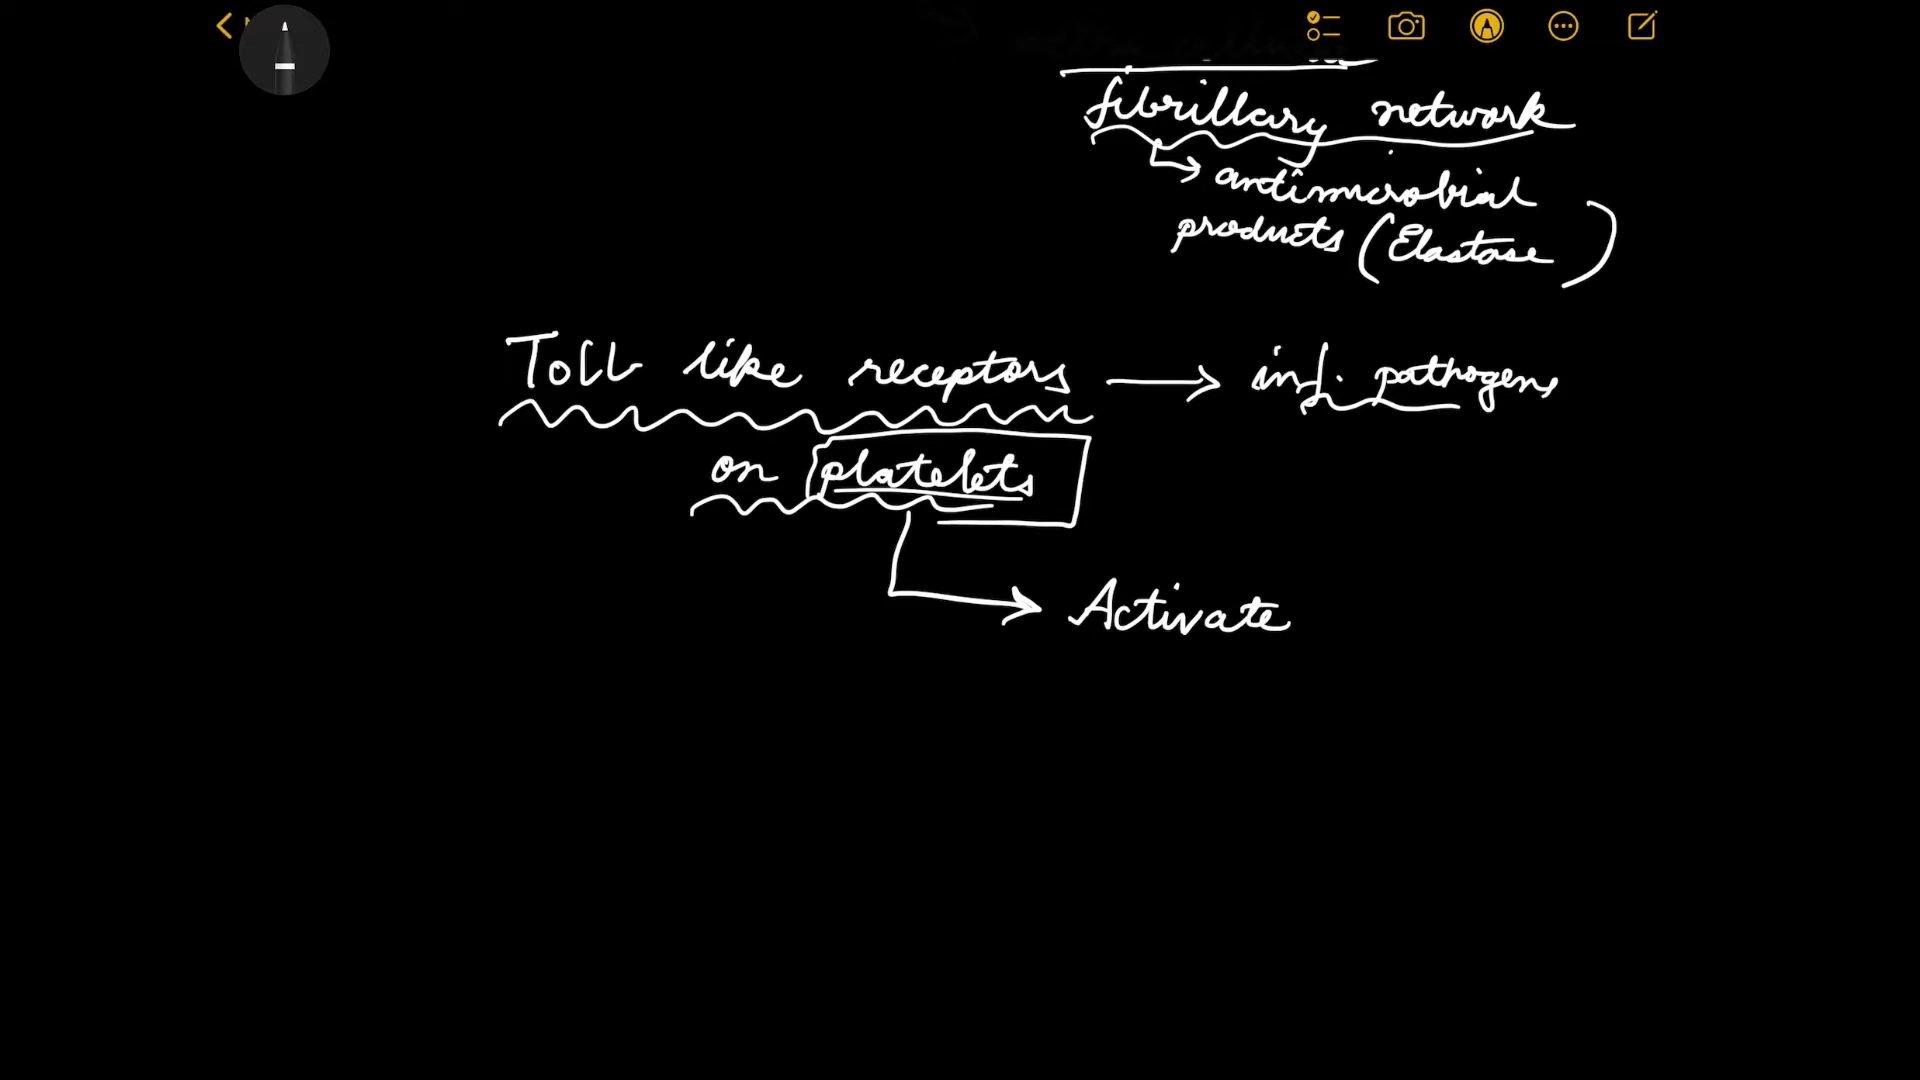 fibrillary network
→ antimicrobial
products (Elastase )
Toll like receptors → inf. pathogens
on platelets
→ Activate